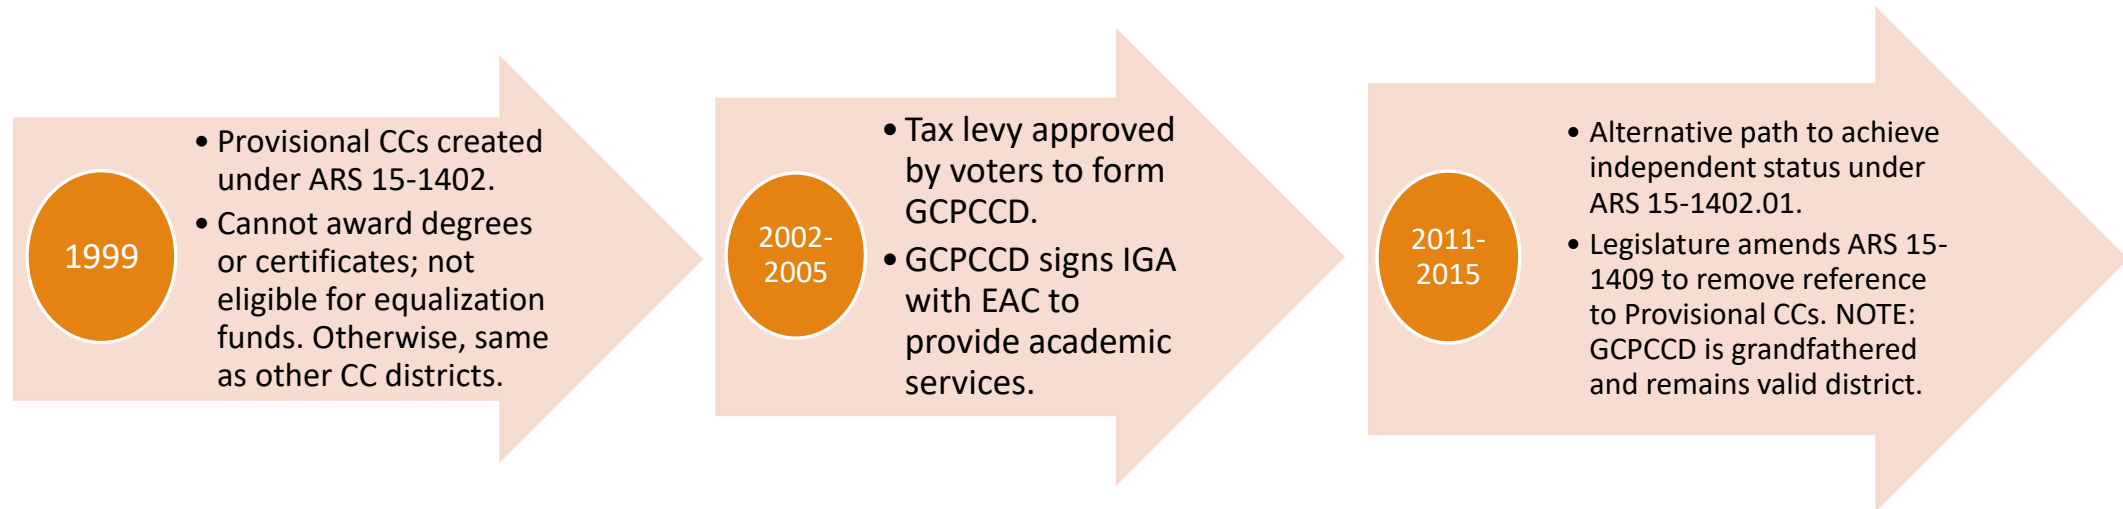 1999
• Provisional CCs created
under ARS 15-1402.
• Cannot award degrees
or certificates; not
eligible for equalization
funds. Otherwise, same
as other CC districts.
2002-
2005
• Tax levy approved
by voters to form
GCPCCD.
• GCPCCD signs IGA
with EAC to
provide academic
services.
2011-
2015
• Alternative path to achieve
independent status under
ARS 15-1402.01.
• Legislature amends ARS 15-
1409 to remove reference
to Provisional CCs. NOTE:
GCPCCD is grandfathered
and remains valid district.